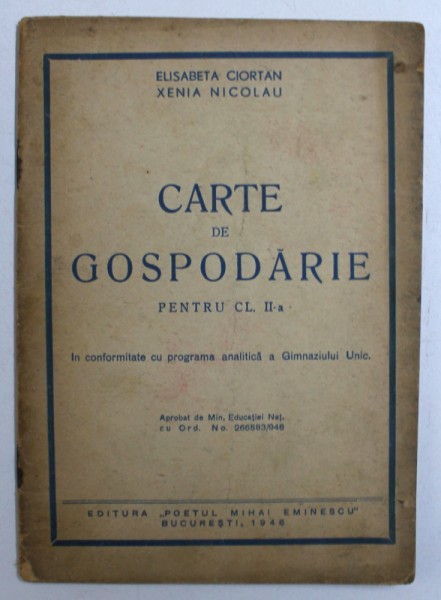 ELISABETA CIORTAN
XENIA NICOLAU
CARTE
DE
GOSPODĂRIE
PENTRU CL. II-a
In conformitate cu programa analitică a Gimnaziului Unic.
Aprobat de Min. Educației Naț.
cu Ord. No. 266883/946
EDITURA „POETUL MIHAI EMINESCU"
BUCUREȘTI, 1946